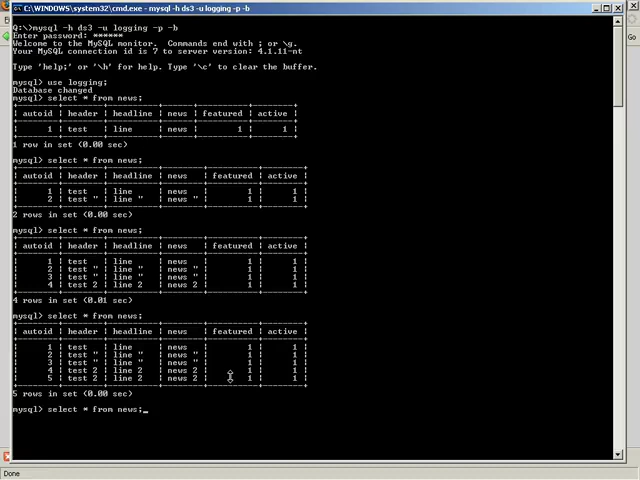 C:\WINDOWS\system32\cmd.exe - mysql -h ds3 -u logging -p -b
Q:\>mysql -h ds3 -u logging -p -b
Enter password: ******
Welcome to the MySQL monitor.  Commands end with ; or \g.
Your MySQL connection id is 7 to server version: 4.1.11-nt
Type 'help;' or '\h' for help. Type '\c' to clear the buffer.
mysql> use logging;
Database changed
mysql> select * from news;
| autoid | header | headline | news | featured | active |
| 1 | test | line | news | 1 | 1 |
1 row in set (0.00 sec)
mysql> select * from news;
| autoid | header | headline | news | featured | active |
| 1 | test | line | news | 1 | 1 |
| 2 | test " | line " | news " | 1 | 1 |
2 rows in set (0.00 sec)
mysql> select * from news;
| autoid | header | headline | news | featured | active |
| 1 | test | line | news | 1 | 1 |
| 2 | test " | line " | news " | 1 | 1 |
| 3 | test " | line " | news " | 1 | 1 |
| 4 | test 2 | line 2 | news 2 | 1 | 1 |
4 rows in set (0.01 sec)
mysql> select * from news;
| autoid | header | headline | news | featured | active |
| 1 | test | line | news | 1 | 1 |
| 2 | test " | line " | news " | 1 | 1 |
| 3 | test " | line " | news " | 1 | 1 |
| 4 | test 2 | line 2 | news 2 | 1 | 1 |
| 5 | test 2 | line 2 | news 2 | 1 | 1 |
5 rows in set (0.00 sec)
mysql> select * from news;_
Go
Done